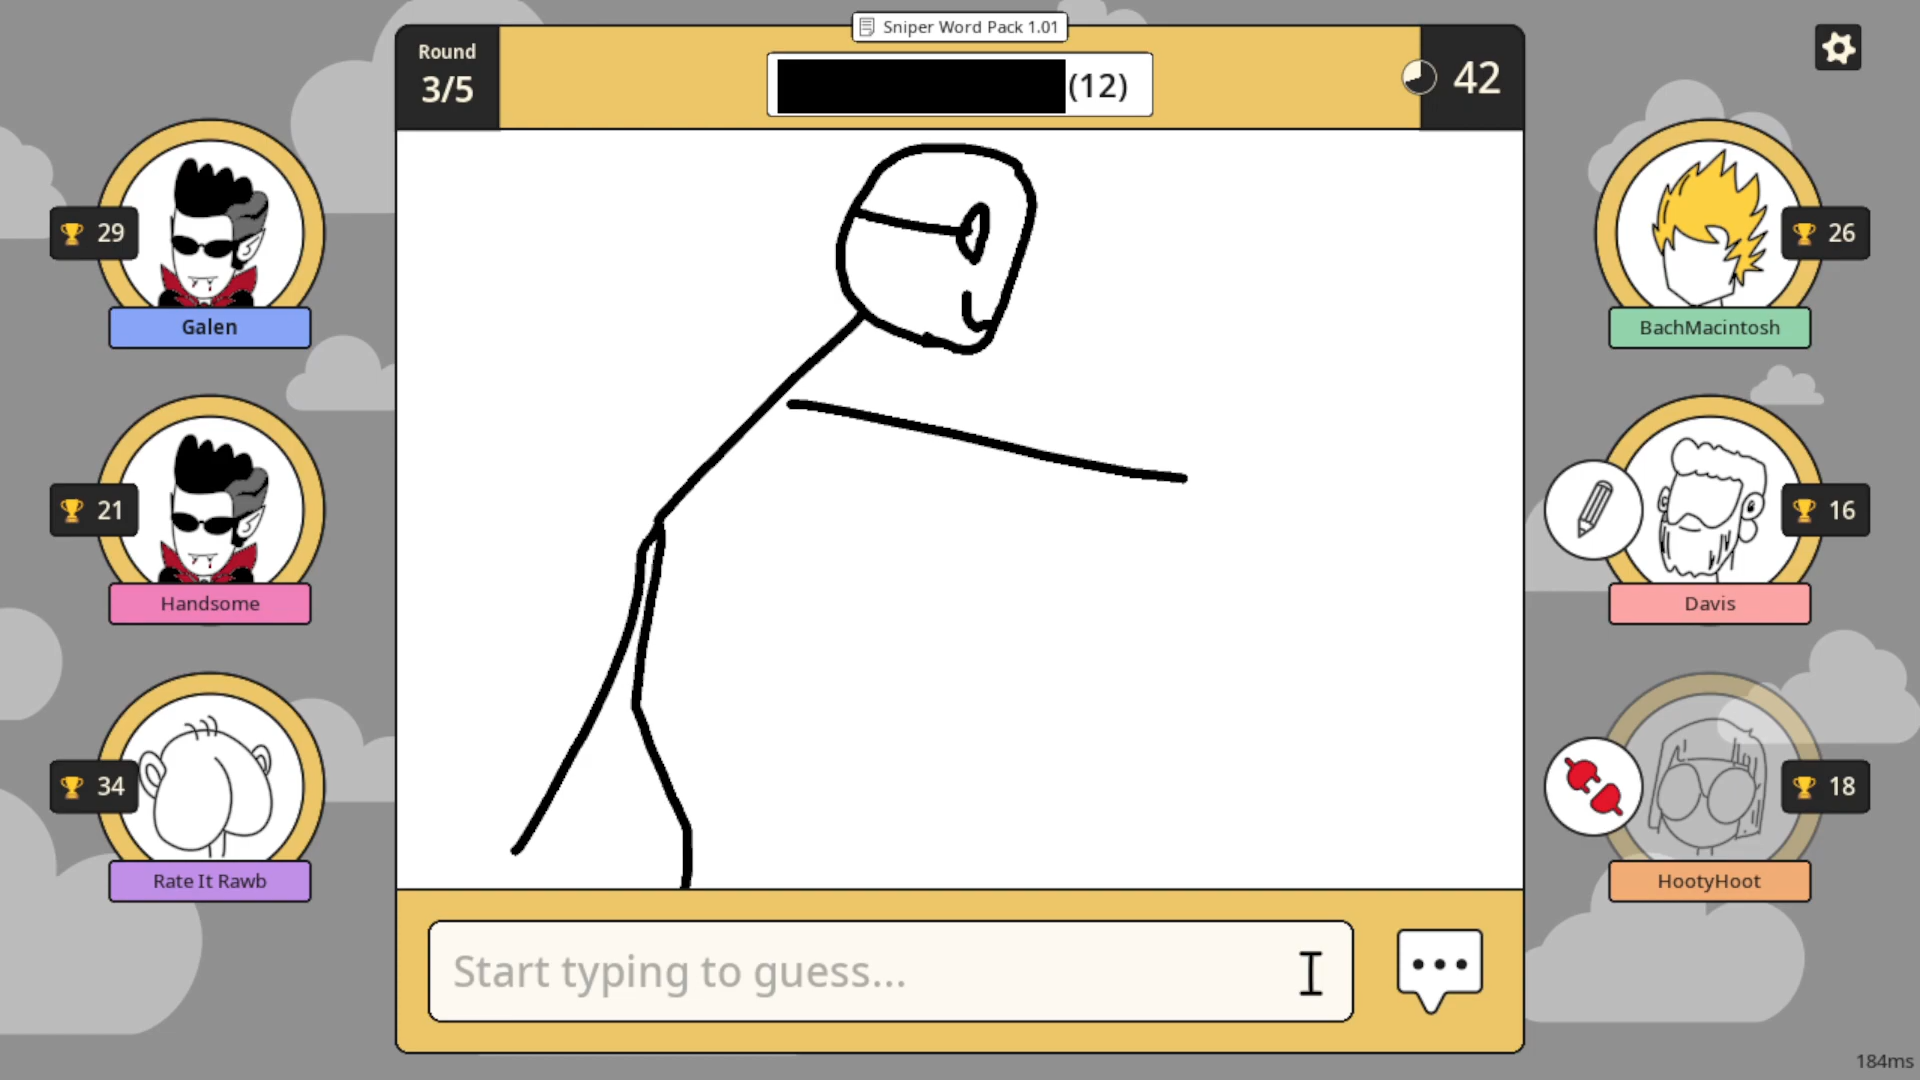 Sniper Word Pack 1.01
Round
3/5
(12)
42
29
Galen
21
Handsome
34
Rate It Rawb
26
BachMacintosh
16
Davis
18
HootyHoot
Start typing to guess...
184ms